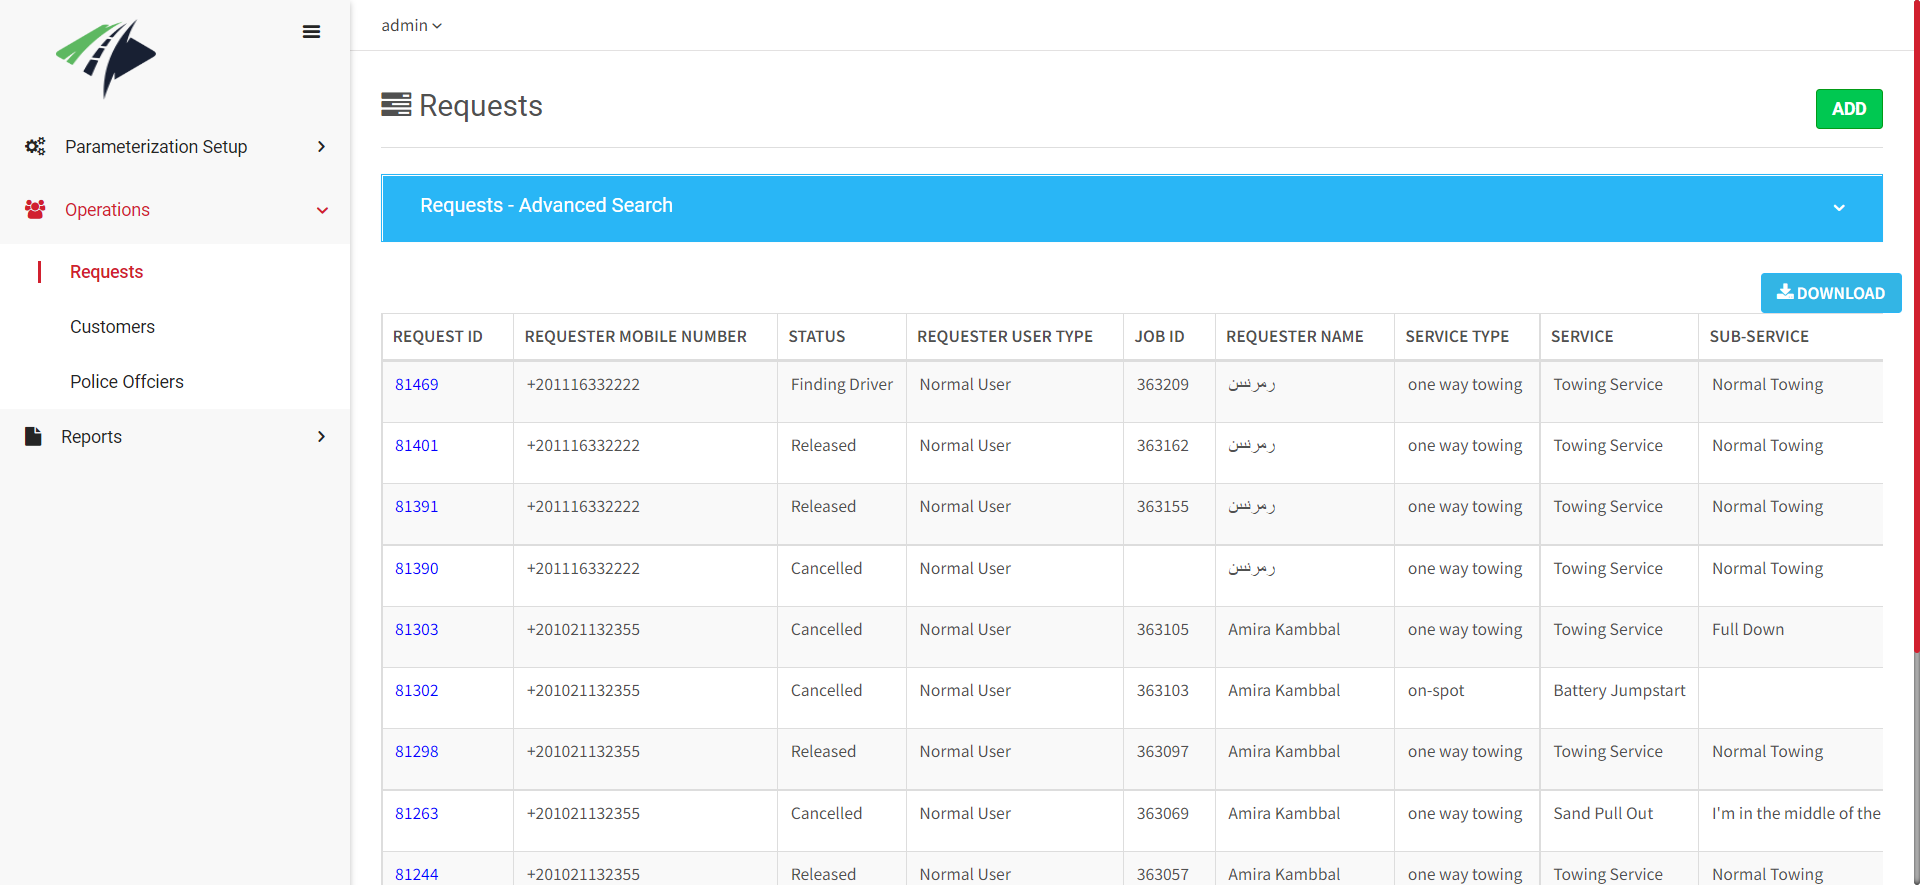 admin
Requests
ADD
Parameterization Setup
Operations
Requests
Customers
Police Offciers
Reports
Requests - Advanced Search
DOWNLOAD
REQUEST ID REQUESTER MOBILE NUMBER STATUS REQUESTER USER TYPE JOB ID REQUESTER NAME SERVICE TYPE SERVICE SUB-SERVICE
81469 +201116332222 Finding Driver Normal User 363209 رمرنسن one way towing Towing Service Normal Towing
81401 +201116332222 Released Normal User 363162 رمرنسن one way towing Towing Service Normal Towing
81391 +201116332222 Released Normal User 363155 رمرنسن one way towing Towing Service Normal Towing
81390 +201116332222 Cancelled Normal User رمرنسن one way towing Towing Service Normal Towing
81303 +201021132355 Cancelled Normal User 363105 Amira Kambbal one way towing Towing Service Full Down
81302 +201021132355 Cancelled Normal User 363103 Amira Kambbal on-spot Battery Jumpstart
81298 +201021132355 Released Normal User 363097 Amira Kambbal one way towing Towing Service Normal Towing
81263 +201021132355 Cancelled Normal User 363069 Amira Kambbal one way towing Sand Pull Out I'm in the middle of the
81244 +201021132355 Released Normal User 363057 Amira Kambbal one way towing Towing Service Normal Towing